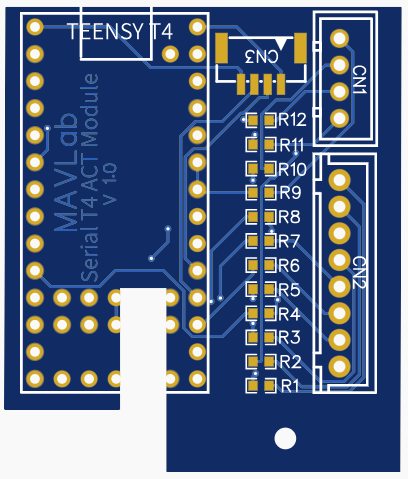 TEENSY T4
CN3
CN1
MAVLab
Serial T4 ACT Module
V 1.0
R12
R11
R10
R9
R8
R7
R6
R5
R4
R3
R2
R1
CN2